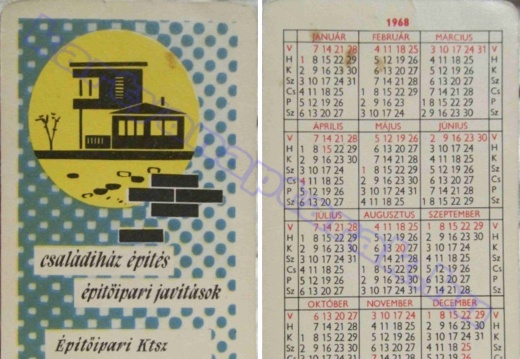 családiház építés
építőipari javítások
Építőipari Ktsz
1968
JANUÁR FEBRUÁR MÁRCIUS
V 7 14 21 28 4 11 18 25 3 10 17 24 31 V
H 1 8 15 22 29 5 12 19 26 4 11 18 25 H
K 2 9 16 23 30 6 13 20 27 5 12 19 26 K
Sz 3 10 17 24 31 7 14 21 28 6 13 20 27 Sz
Cs 4 11 18 25 1 8 15 22 29 7 14 21 28 Cs
P 5 12 19 26 2 9 16 23 1 8 15 22 29 P
Sz 6 13 20 27 3 10 17 24 2 9 16 23 30 Sz
ÁPRILIS MÁJUS JÚNIUS
V 7 14 21 28 5 12 19 26 2 9 16 23 30 V
H 1 8 15 22 29 6 13 20 27 3 10 17 24 H
K 2 9 16 23 30 7 14 21 28 4 11 18 25 K
Sz 3 10 17 24 1 8 15 22 29 5 12 19 26 Sz
Cs 4 11 18 25 2 9 16 23 30 6 13 20 27 Cs
P 5 12 19 26 3 10 17 24 31 7 14 21 28 P
Sz 6 13 20 27 4 11 18 25 1 8 15 22 29 Sz
JÚLIUS AUGUSZTUS SZEPTEMBER
V 7 14 21 28 4 11 18 25 1 8 15 22 29 V
H 1 8 15 22 29 5 12 19 26 2 9 16 23 30 H
K 2 9 16 23 30 6 13 20 27 3 10 17 24 K
Sz 3 10 17 24 31 7 14 21 28 4 11 18 25 Sz
Cs 4 11 18 25 1 8 15 22 29 5 12 19 26 Cs
P 5 12 19 26 2 9 16 23 30 6 13 20 27 P
Sz 6 13 20 27 3 10 17 24 31 7 14 21 28 Sz
OKTÓBER NOVEMBER DECEMBER
V 6 13 20 27 3 10 17 24 1 8 15 22 29 V
H 7 14 21 28 4 11 18 25 2 9 16 23 30 H
K 1 8 15 22 29 5 12 19 26 3 10 17 24 31 K
Sz 2 9 16 23 30 6 13 20 27 4 11 18 25 Sz